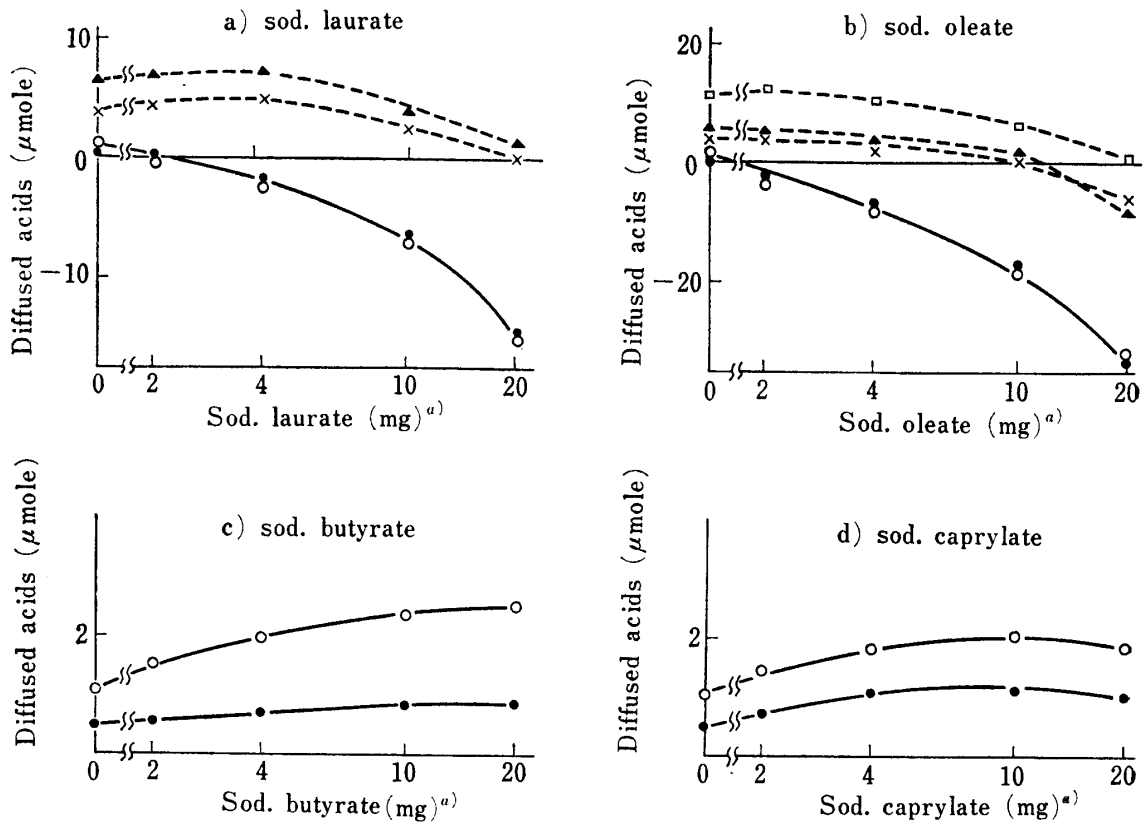 a) sod. laurate
10
0
−10
Diffused acids (μmole)
0 2 4 10 20
Sod. laurate (mg)a)
b) sod. oleate
20
0
−20
Diffused acids (μmole)
0 2 4 10 20
Sod. oleate (mg)a)
c) sod. butyrate
2
Diffused acids (μmole)
0 2 4 10 20
Sod. butyrate(mg)a)
d) sod. caprylate
2
Diffused acids (μmole)
0 2 4 10 20
Sod. caprylate (mg)a)